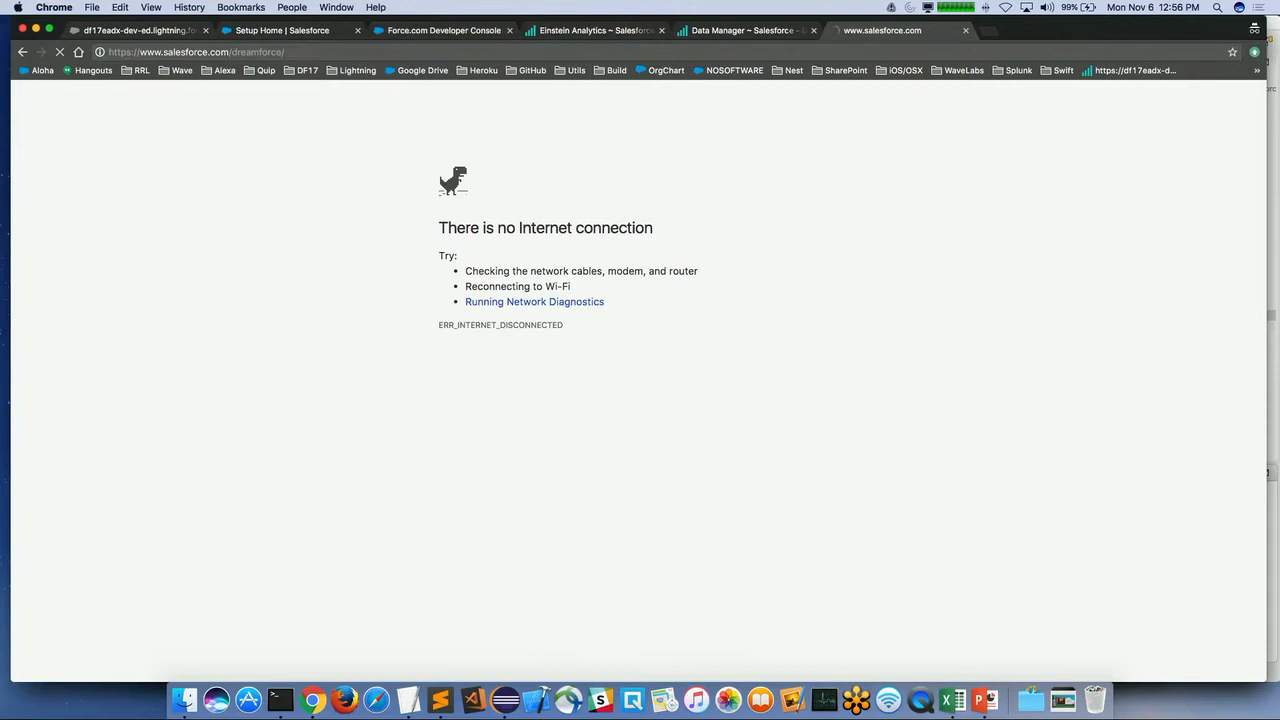 Chrome File Edit View History Bookmarks People Window Help 99% Mon Nov 6 12:56 PM
df17eadx-dev-ed.lightning.fo Setup Home | Salesforce Force.com Developer Console Einstein Analytics ~ Salesforc Data Manager ~ Salesforce - D www.salesforce.com
https://www.salesforce.com/dreamforce/
Aloha Hangouts RRL Wave Alexa Quip DF17 Lightning Google Drive Heroku GitHub Utils Build OrgChart NOSOFTWARE Nest SharePoint iOS/OSX WaveLabs Splunk Swift https://df17eadx-d... »
There is no Internet connection
Try:
• Checking the network cables, modem, and router
• Reconnecting to Wi-Fi
• Running Network Diagnostics
ERR_INTERNET_DISCONNECTED